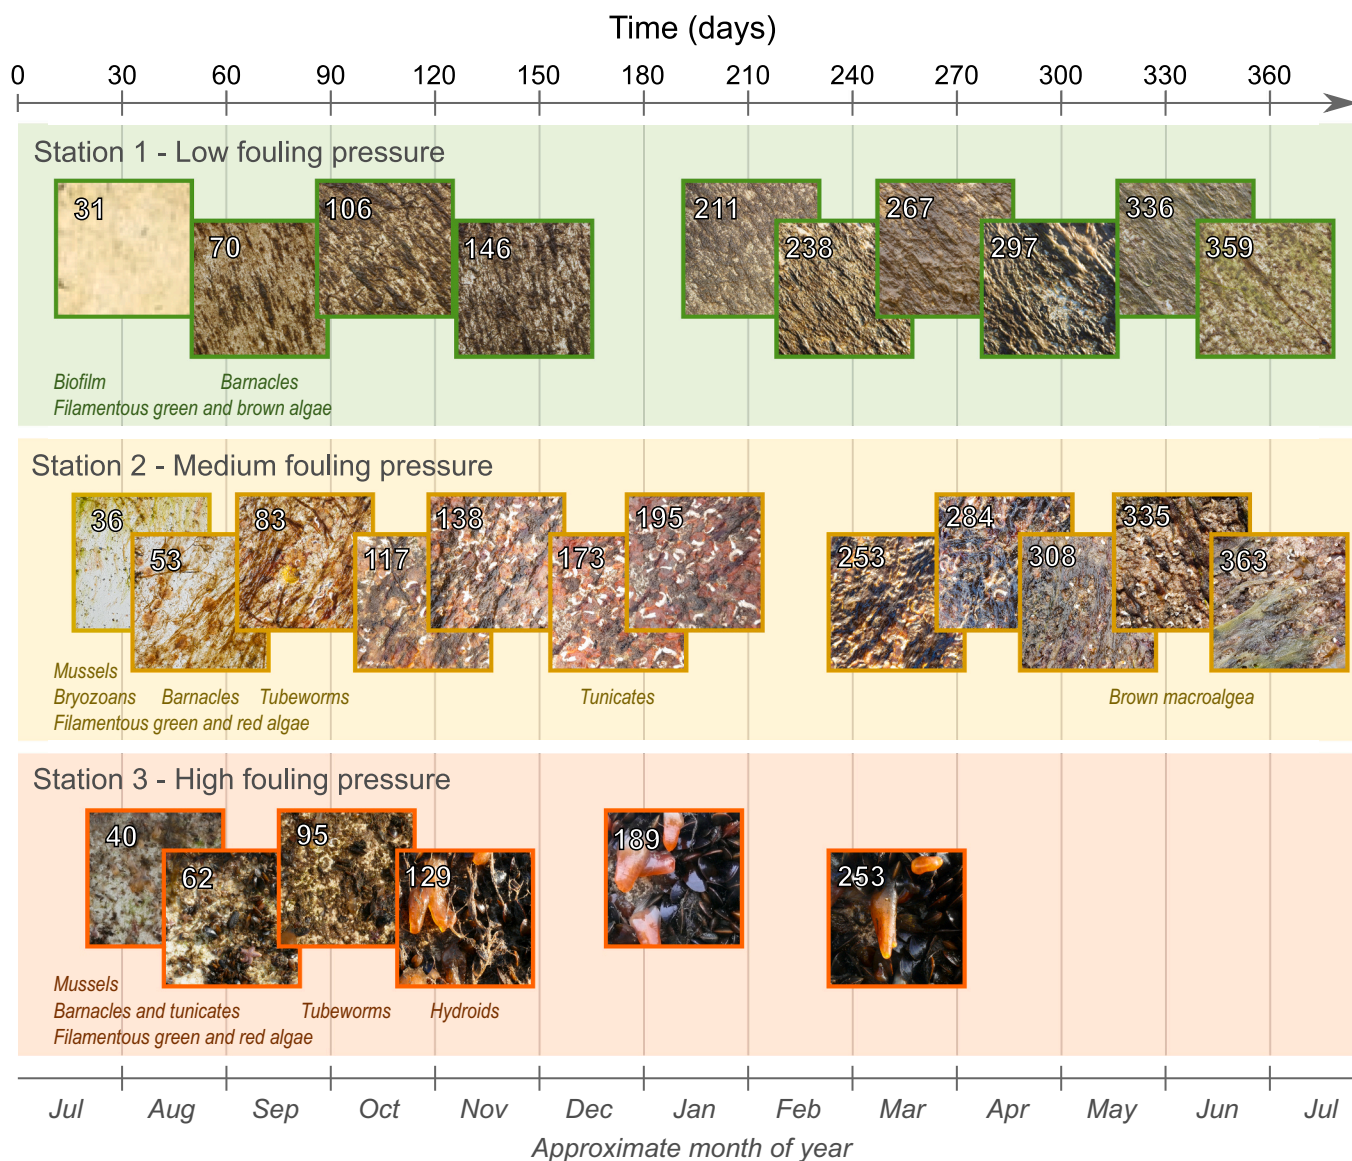 Time (days)
0 30 60 90 120 150 180 210 240 270 300 330 360
Station 1 - Low fouling pressure
31 106 211 267 336
70 146 238 297 359
Biofilm Barnacles
Filamentous green and brown algae
Station 2 - Medium fouling pressure
36 83 138 195 284 335
53 117 173 253 308 363
Mussels
Bryozoans Barnacles Tubeworms Tunicates Brown macroalgea
Filamentous green and red algae
Station 3 - High fouling pressure
40 95 189
62 129 253
Mussels
Barnacles and tunicates Tubeworms Hydroids
Filamentous green and red algae
Jul Aug Sep Oct Nov Dec Jan Feb Mar Apr May Jun Jul
Approximate month of year